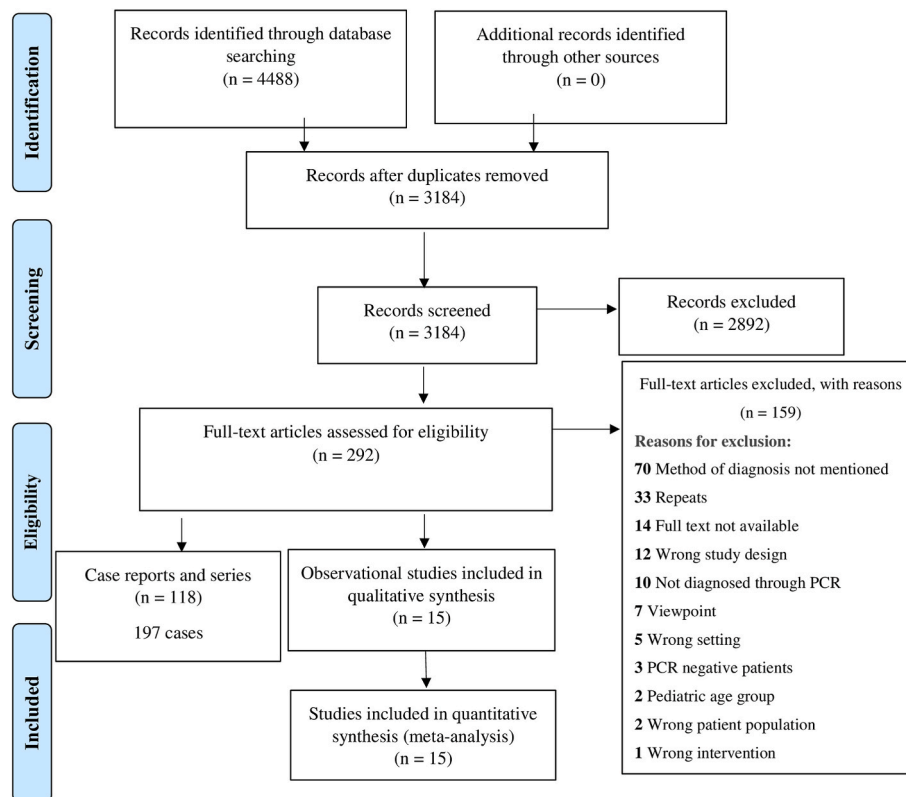 Identification
Records identified through database
searching
(n = 4488)
Additional records identified
through other sources
(n = 0)
Records after duplicates removed
(n = 3184)
Screening
Records screened
(n = 3184)
Records excluded
(n = 2892)
Eligibility
Full-text articles assessed for eligibility
(n = 292)
Full-text articles excluded, with reasons
(n = 159)
Reasons for exclusion:
70 Method of diagnosis not mentioned
33 Repeats
14 Full text not available
12 Wrong study design
10 Not diagnosed through PCR
7 Viewpoint
5 Wrong setting
3 PCR negative patients
2 Pediatric age group
2 Wrong patient population
1 Wrong intervention
Case reports and series
(n = 118)
197 cases
Observational studies included in
qualitative synthesis
(n = 15)
Included
Studies included in quantitative
synthesis (meta-analysis)
(n = 15)